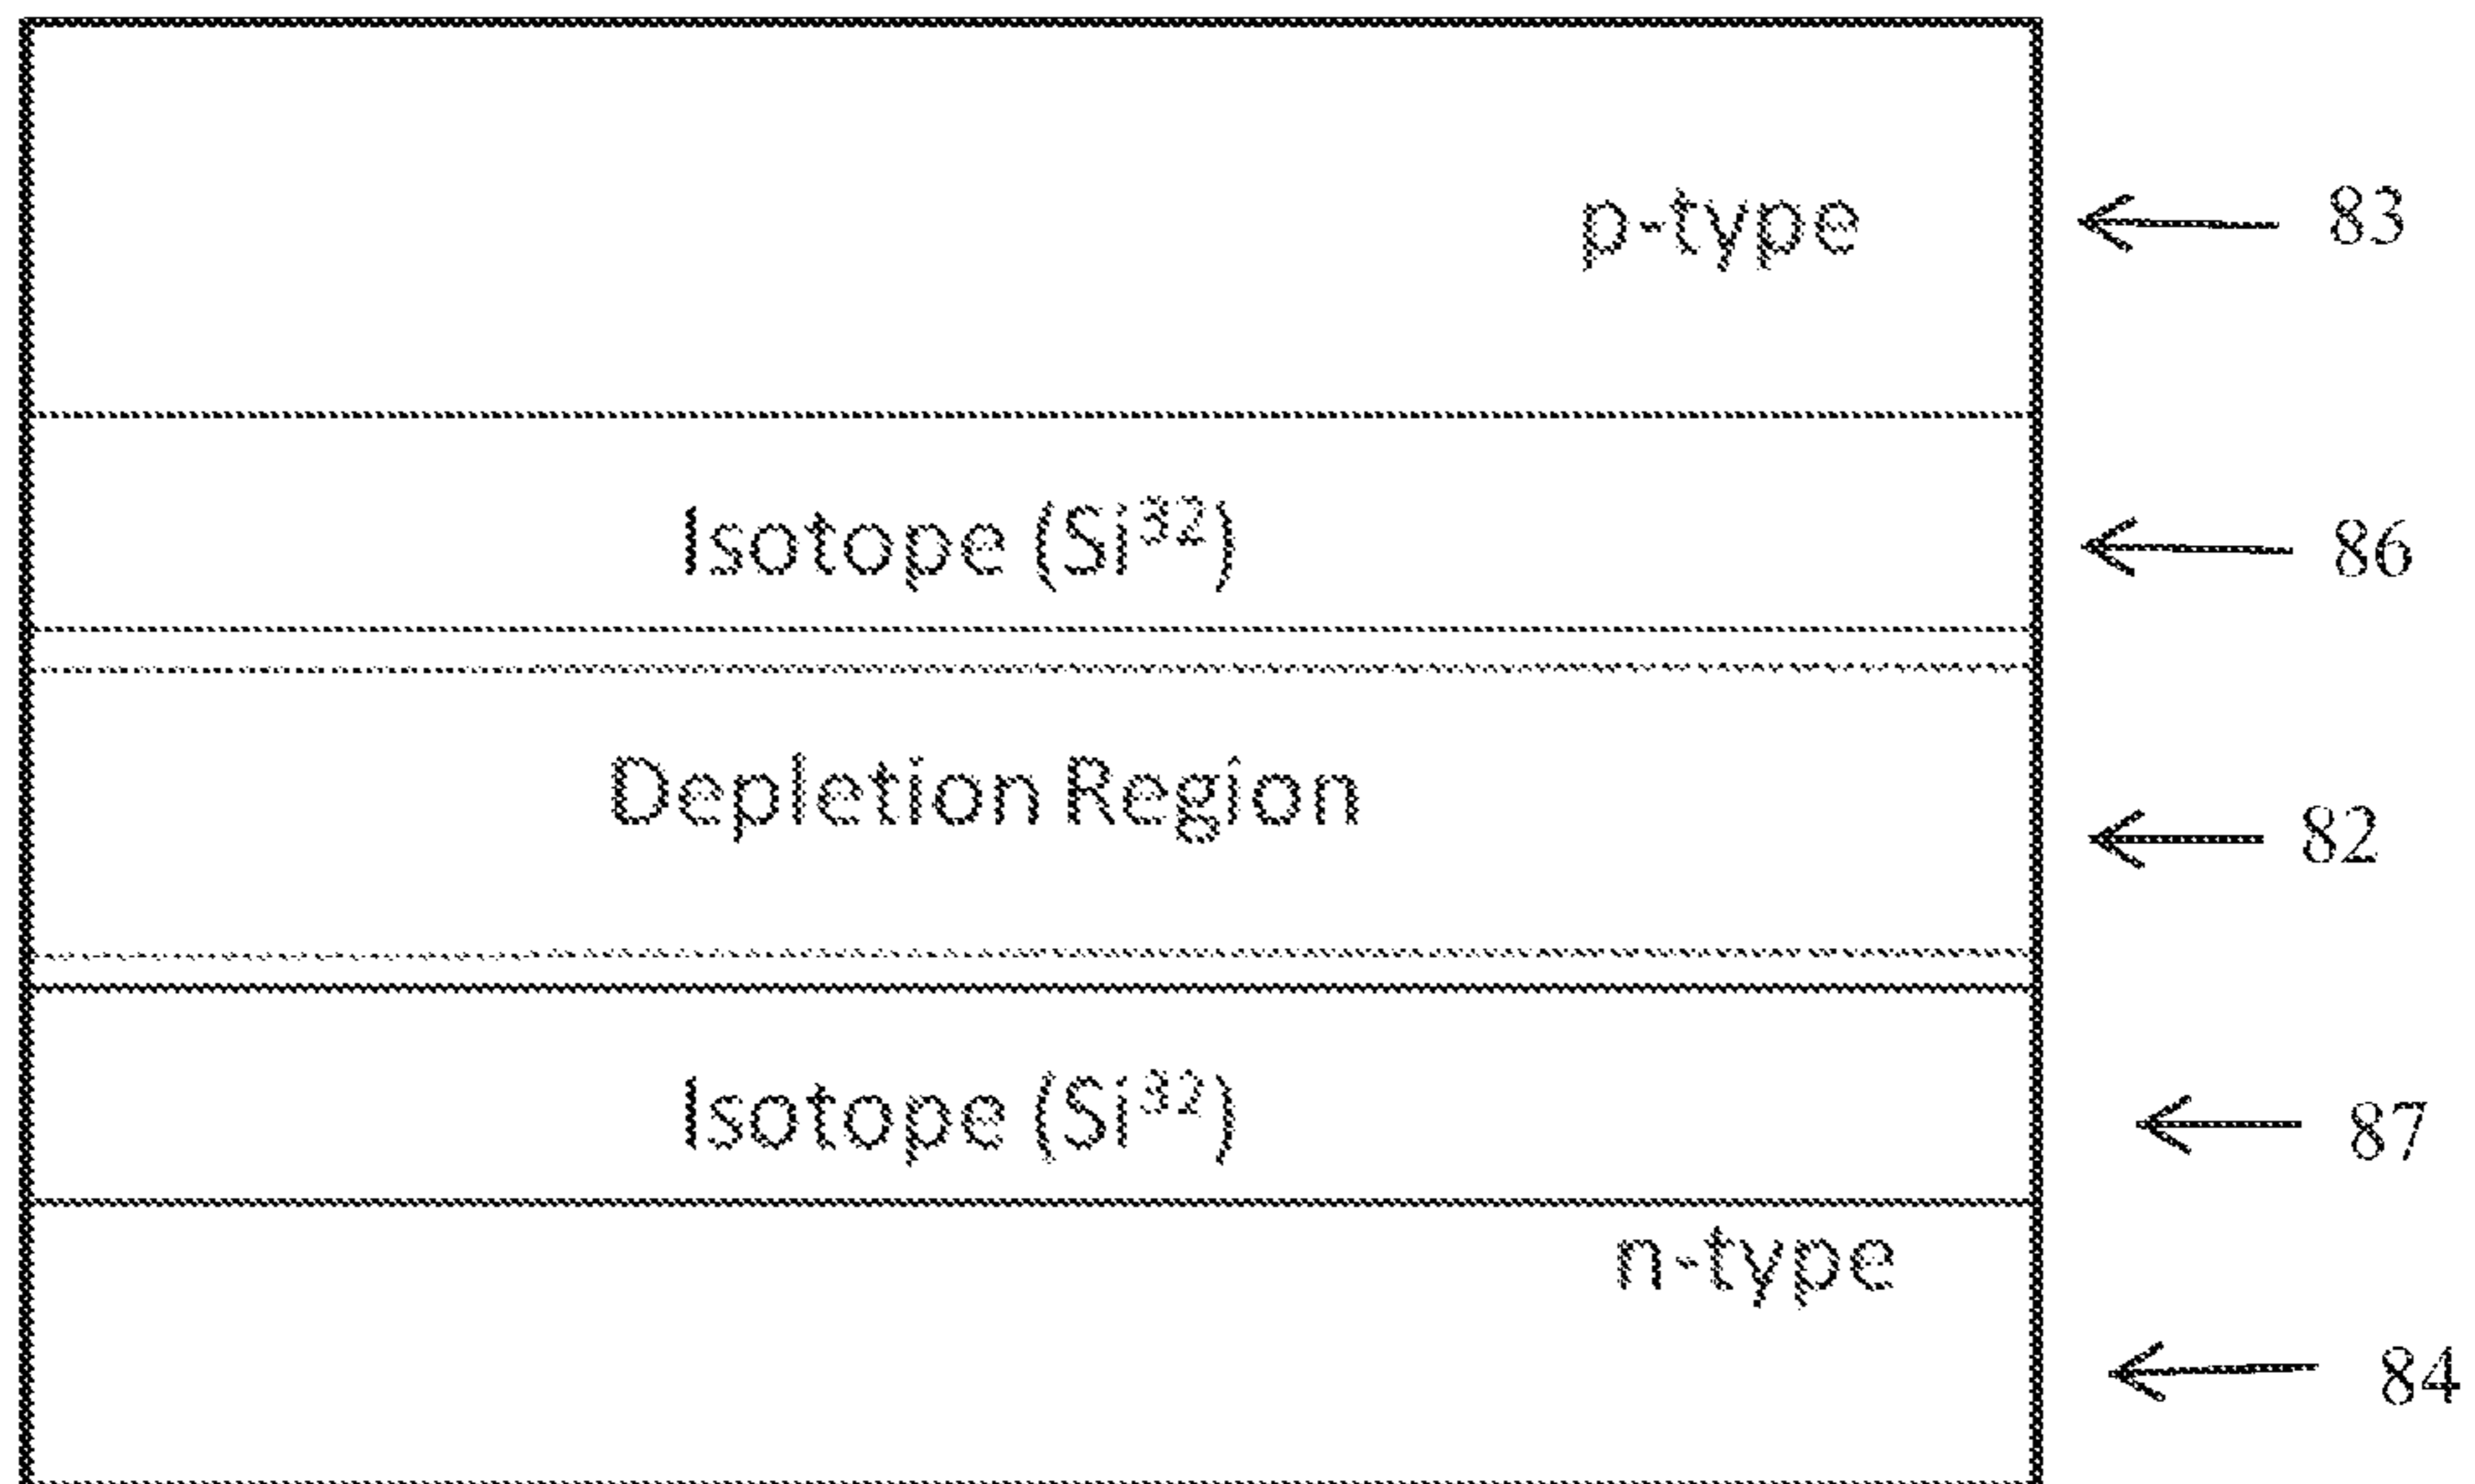 p-type
83
Isotope (Si³²)
86
Depletion Region
82
Isotope (Si³²)
87
n-type
84